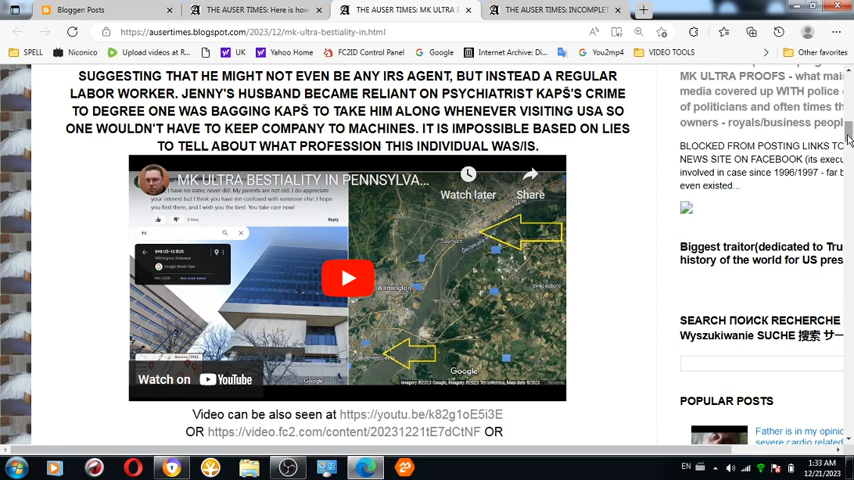 Blogger: Posts
THE AUSER TIMES: Here is how
THE AUSER TIMES: MK ULTRA B
THE AUSER TIMES: INCOMPLET
https://ausertimes.blogspot.com/2023/12/mk-ultra-bestiality-in.html
SPELL
Niconico
Upload videos at R...
UK
Yahoo Home
FC2ID Control Panel
Google
Internet Archive: Di...
You2mp4
VIDEO TOOLS
Other favorites
SUGGESTING THAT HE MIGHT NOT EVEN BE ANY IRS AGENT, BUT INSTEAD A REGULAR
LABOR WORKER. JENNY'S HUSBAND BECAME RELIANT ON PSYCHIATRIST KAPŠ'S CRIME
TO DEGREE ONE WAS BAGGING KAPŠ TO TAKE HIM ALONG WHENEVER VISITING USA SO
ONE WOULDN'T HAVE TO KEEP COMPANY TO MACHINES. IT IS IMPOSSIBLE BASED ON LIES
TO TELL ABOUT WHAT PROFESSION THIS INDIVIDUAL WAS/IS.
MK ULTRA BESTIALITY IN PENNSYLVA...
Watch later
Share
I have no sister, never did. My parents are not. I do appreciate
your interest but I think you have me confused with someone else. I hope
you find them, and I wish you the best. You take care now!
Reply
Wilmington, Delaware
Google Street View
Claymont
Wilmington
Google
Watch on YouTube
Google
Video can be also seen at https://youtu.be/k82g1oE5i3E
OR https://video.fc2.com/content/20231221tE7dCtNF OR
MK ULTRA PROOFS - what main
media covered up WITH police
of politicians and often times th
owners - royals/business peopl
BLOCKED FROM POSTING LINKS TO
NEWS SITE ON FACEBOOK (its execu
involved in case since 1996/1997 - far b
even existed...
Biggest traitor(dedicated to Tru
history of the world for US pres
SEARCH ПОИСК RECHERCHE
Wyszukiwanie SUCHE 搜索 サー
POPULAR POSTS
Father is in my opinio
severe cardio related
EN
1:33 AM
12/21/2023